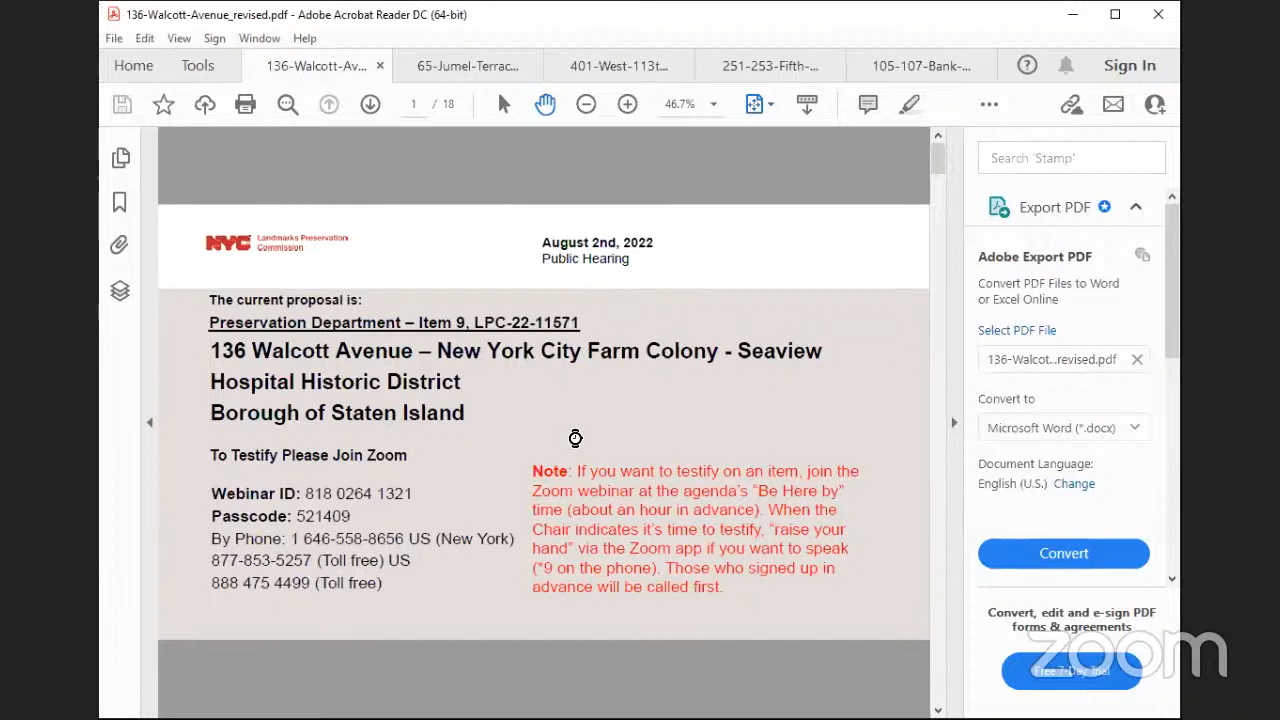 136-Walcott-Avenue_revised.pdf - Adobe Acrobat Reader DC (64-bit)
File Edit View Sign Window Help
Home Tools 136-Walcott-Av... 65-Jumel-Terrac... 401-West-113t... 251-253-Fifth-... 105-107-Bank-... Sign In
1 / 18 46.7%
Search 'Stamp'
Export PDF
NYC Landmarks Preservation
Commission
August 2nd, 2022
Public Hearing
The current proposal is:
Preservation Department – Item 9, LPC-22-11571
136 Walcott Avenue – New York City Farm Colony - Seaview
Hospital Historic District
Borough of Staten Island
To Testify Please Join Zoom
Webinar ID: 818 0264 1321
Passcode: 521409
By Phone: 1 646-558-8656 US (New York)
877-853-5257 (Toll free) US
888 475 4499 (Toll free)
Note: If you want to testify on an item, join the
Zoom webinar at the agenda's “Be Here by”
time (about an hour in advance). When the
Chair indicates it's time to testify, “raise your
hand” via the Zoom app if you want to speak
(*9 on the phone). Those who signed up in
advance will be called first.
Adobe Export PDF
Convert PDF Files to Word
or Excel Online
Select PDF File
136-Walcot...revised.pdf
Convert to
Microsoft Word (*.docx)
Document Language:
English (U.S.) Change
Convert
Convert, edit and e-sign PDF
forms & agreements
Free 7-Day Trial
zoom